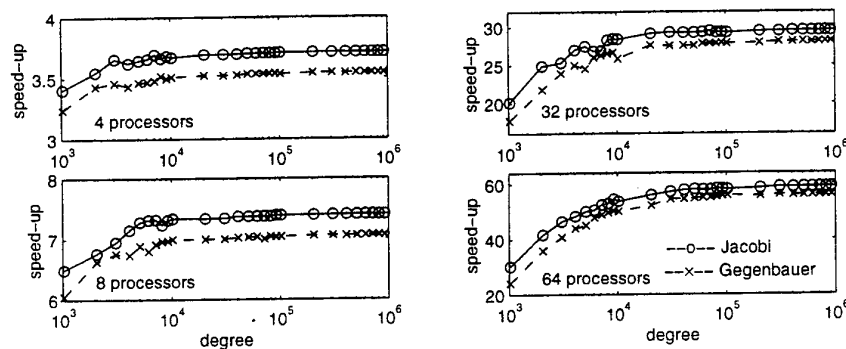 4
3.5
3
speed-up
4 processors
10^3
10^4
10^5
10^6
30
25
20
speed-up
32 processors
10^3
10^4
10^5
10^6
8
7
6
speed-up
8 processors
10^3
10^4
10^5
10^6
degree
60
40
20
speed-up
Jacobi
Gegenbauer
64 processors
10^3
10^4
10^5
10^6
degree